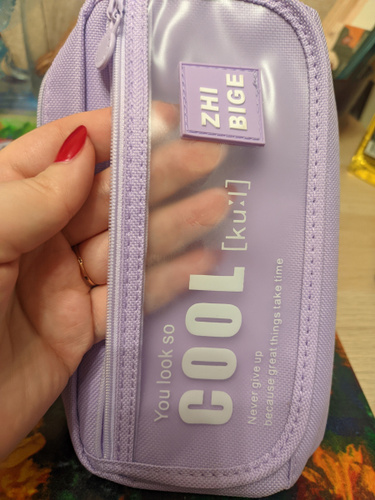 ZHI
BIGE
You look so
COOL [ku:l]
Never give up
because great things take time